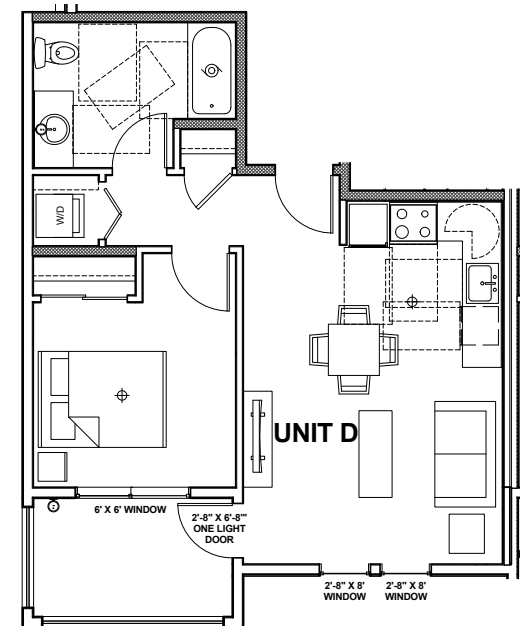 W/D
UNIT D
6' X 6' WINDOW
2'-8" X 6'-8'"
ONE LIGHT
DOOR
2'-8" X 8'
WINDOW
2'-8" X 8'
WINDOW